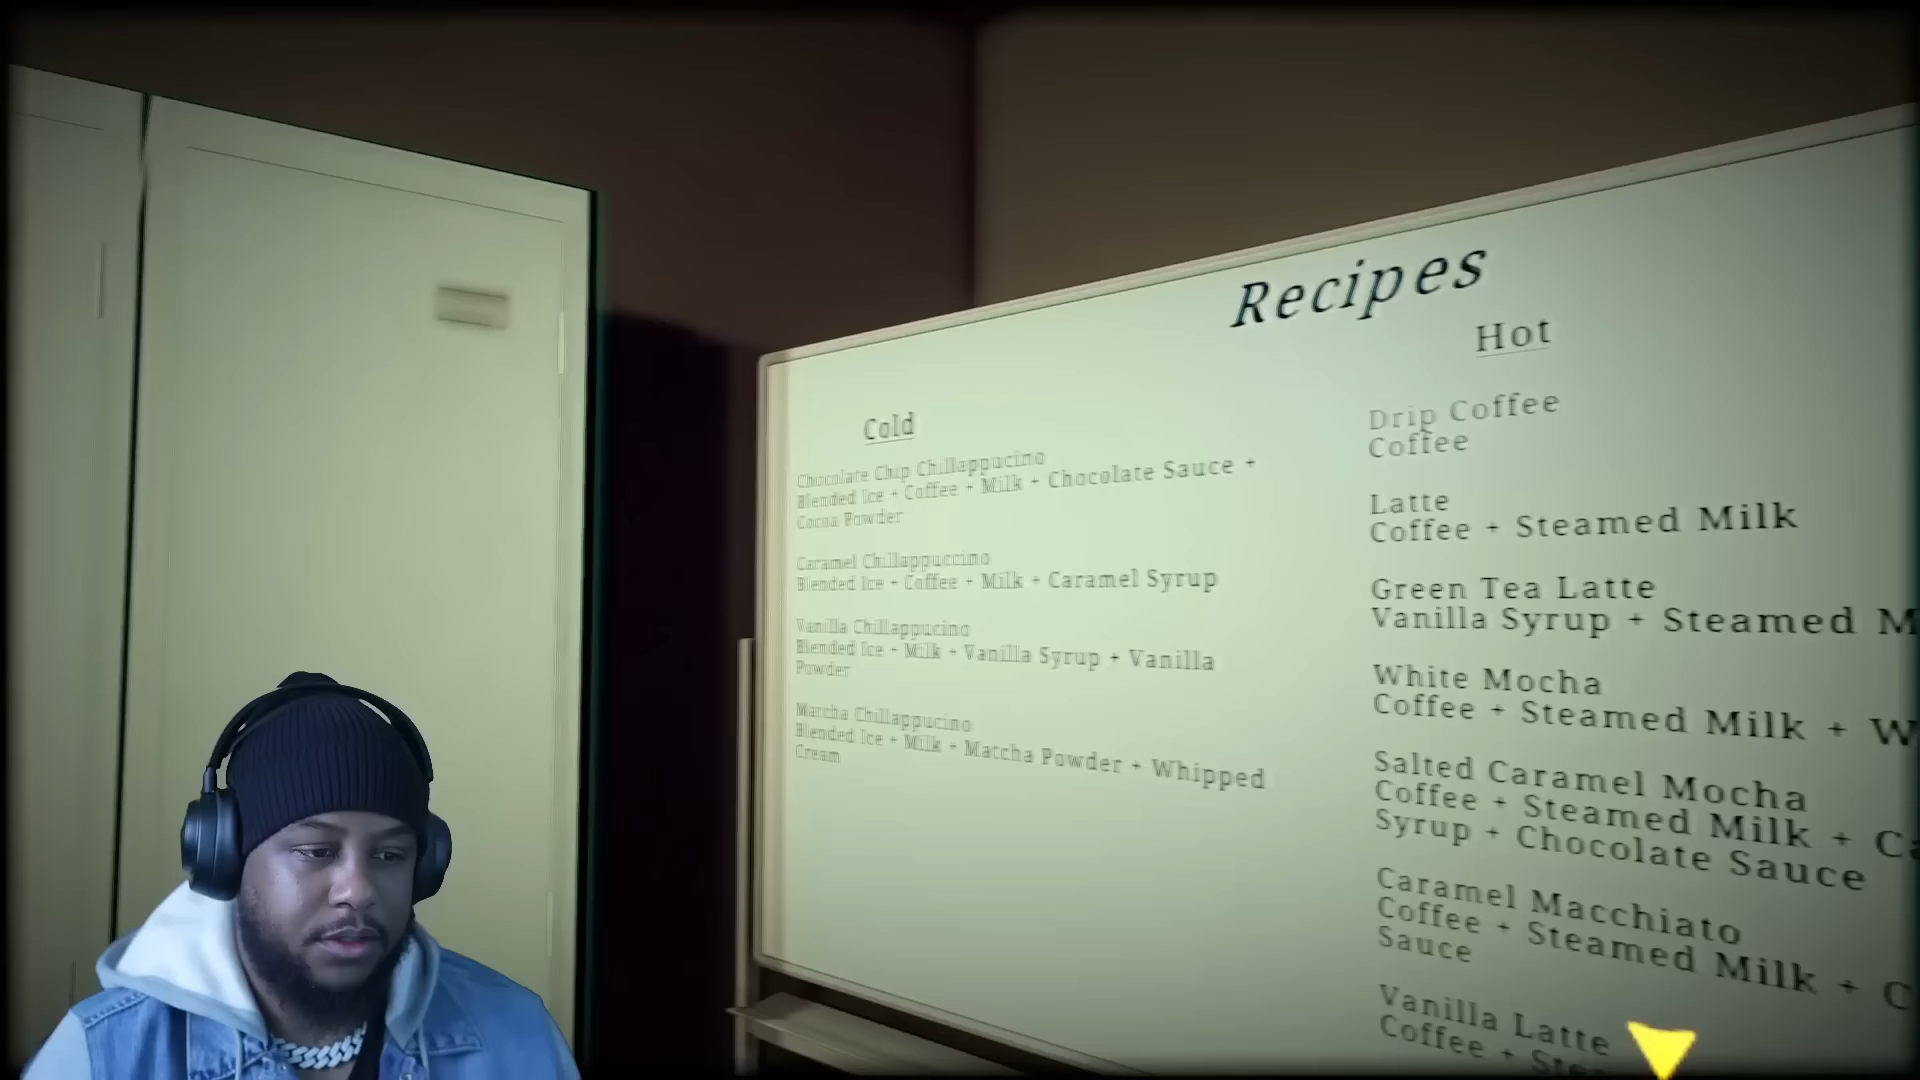 Recipes
Cold
Chocolate Chip Chillappucino
Blended Ice + Coffee + Milk + Chocolate Sauce +
Cocoa Powder
Caramel Chillappuccino
Blended Ice + Coffee + Milk + Caramel Syrup
Vanilla Chillappucino
Blended Ice + Milk + Vanilla Syrup + Vanilla
Powder
Matcha Chillappucino
Blended Ice + Milk + Matcha Powder + Whipped
Cream
Hot
Drip Coffee
Coffee
Latte
Coffee + Steamed Milk
Green Tea Latte
Vanilla Syrup + Steamed M
White Mocha
Coffee + Steamed Milk + W
Salted Caramel Mocha
Coffee + Steamed Milk + Ca
Syrup + Chocolate Sauce
Caramel Macchiato
Coffee + Steamed Milk + C
Sauce
Vanilla Latte
Coffee + Ste